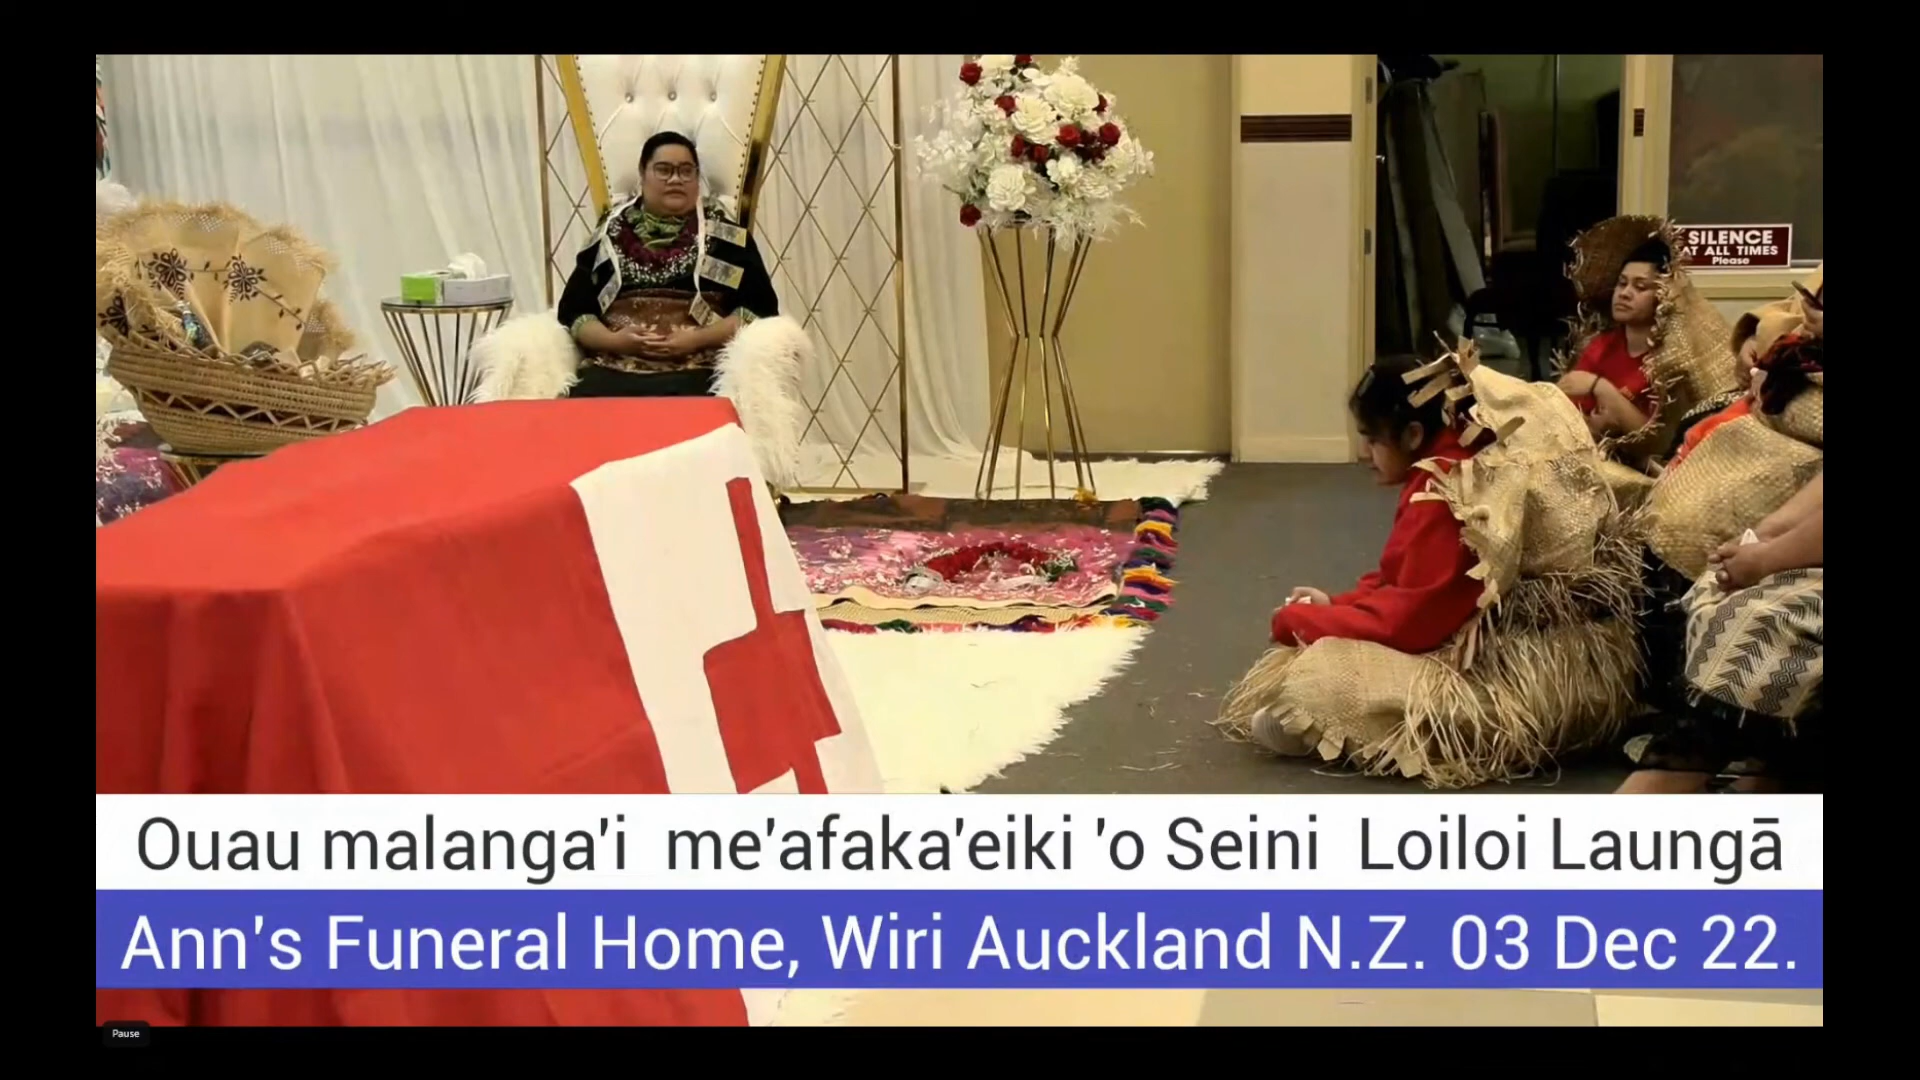 SILENCE
AT ALL TIMES
Please
Ouau malanga'i me'afaka'eiki 'o Seini Loiloi Laungā
Ann's Funeral Home, Wiri Auckland N.Z. 03 Dec 22.
Pause